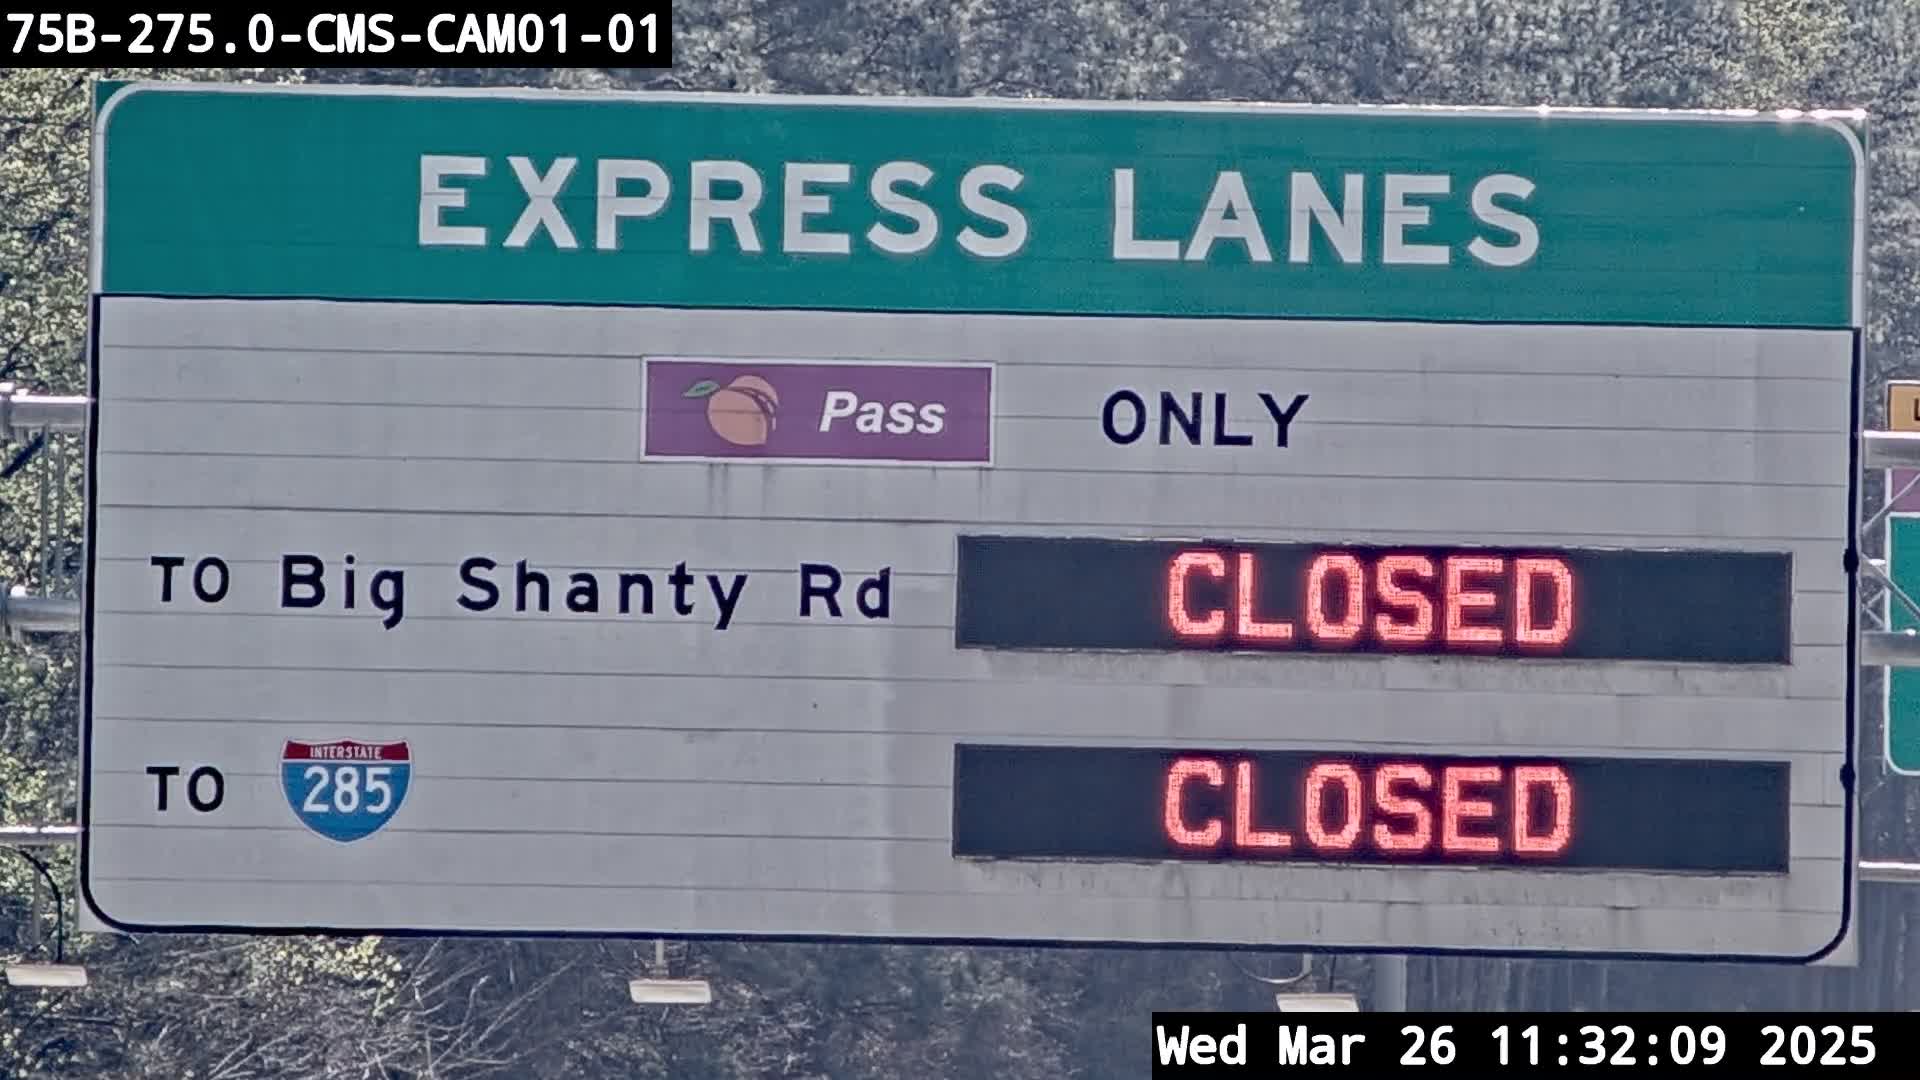 75B-275.0-CMS-CAM01-01
EXPRESS LANES
Pass ONLY
TO Big Shanty Rd CLOSED
INTERSTATE
TO 285 CLOSED
Wed Mar 26 11:32:09 2025